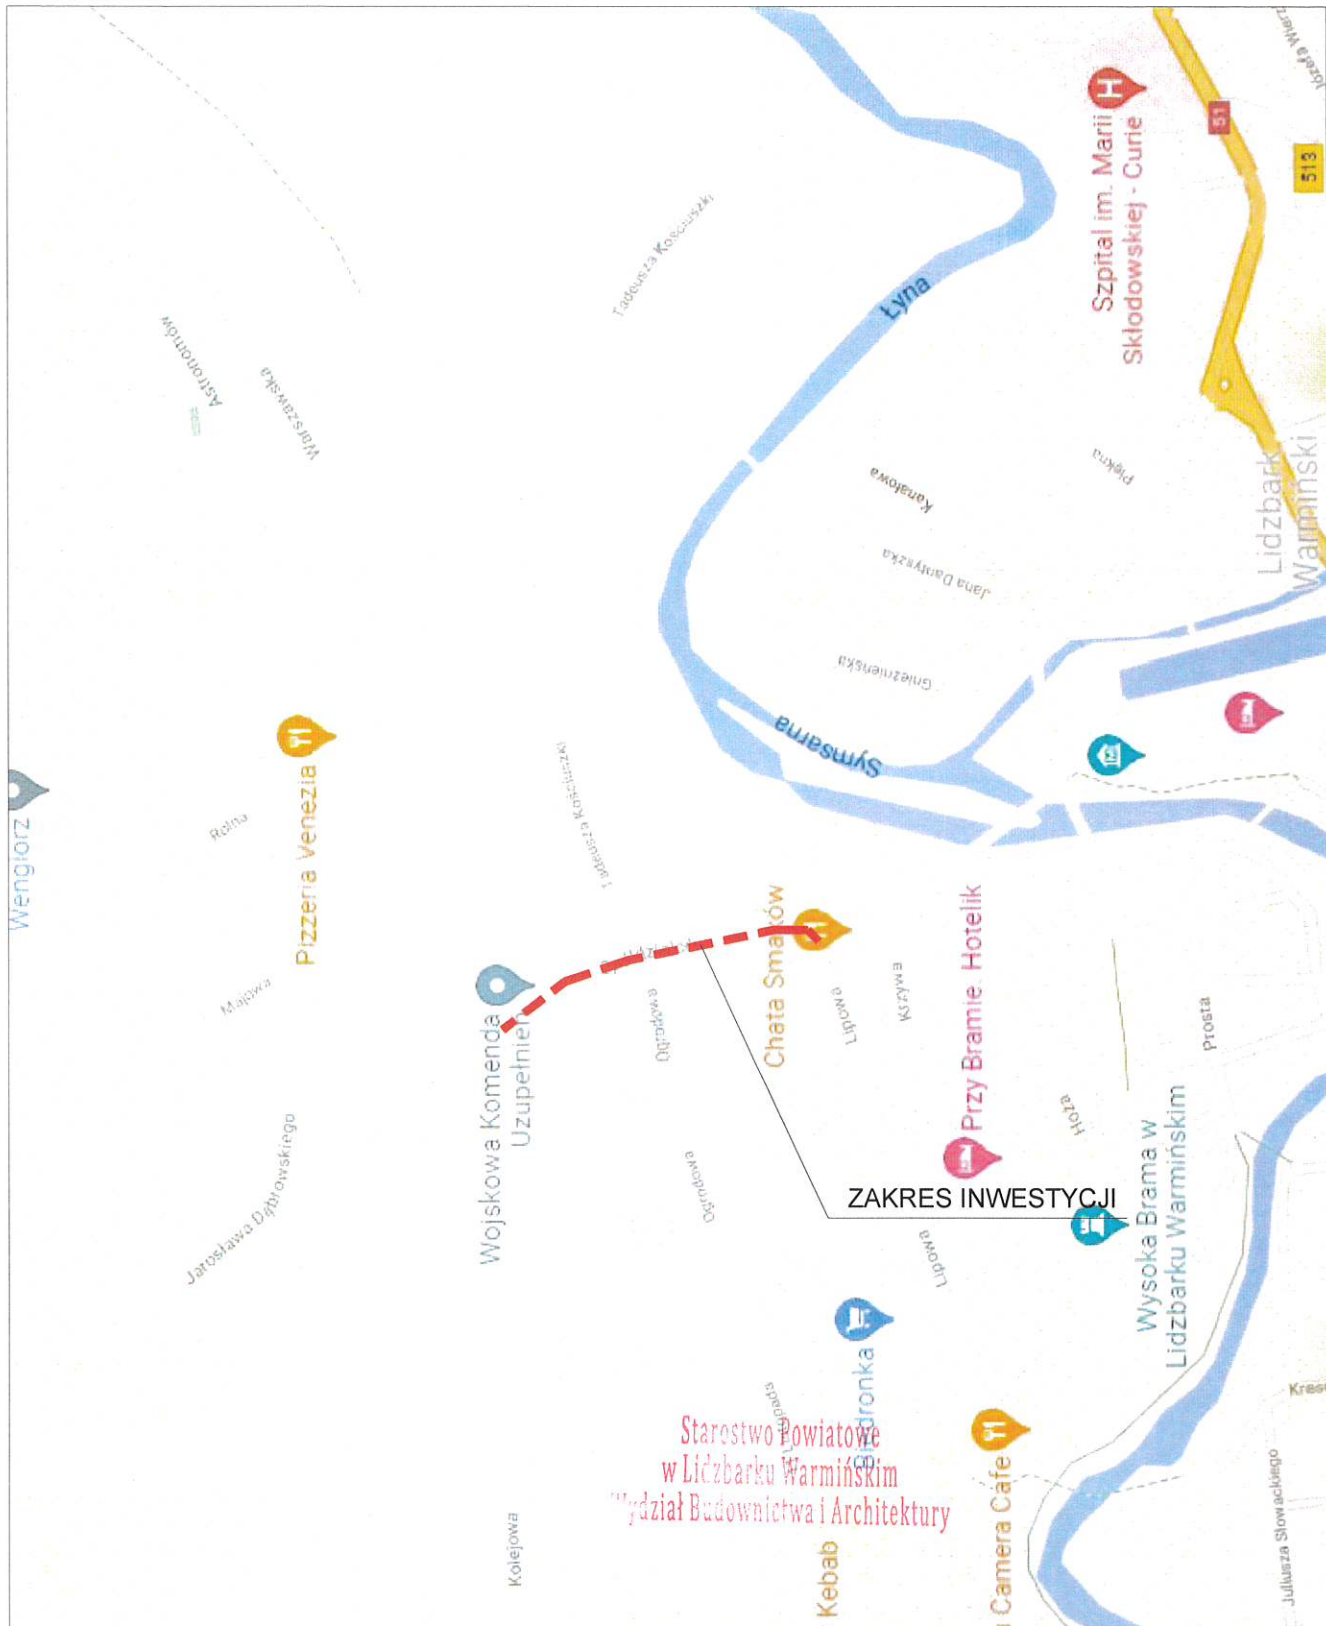 Wenglorz
Pizzeria Venezia
Rolna
Majowa
Astronomów
Warszawska
Jarosława Dąbrowskiego
Wojskowa Komenda
Uzupełnień
Tadeusza Kościuszki
Tadeusza Kościuszki
Ogrodowa
Ogrodowa
Chata Smaków
Lipowa
Krzywa
Przy Bramie. Hotelik
Hoża
Prosta
ZAKRES INWESTYCJI
Wysoka Brama w
Lidzbarku Warmińskim
Lipowa
Biedronka
Starostwo Powiatowe
w Lidzbarku Warmińskim
Wydział Budownictwa i Architektury
Kolejowa
Kebab
Camera Cafe
Juliusza Słowackiego
Łyna
Symsarna
Kanałowa
Jana Dantyszka
Gnieźnieńska
Piękna
Szpital im. Marii
Skłodowskiej - Curie
H
51
513
Lidzbark
Warmiński